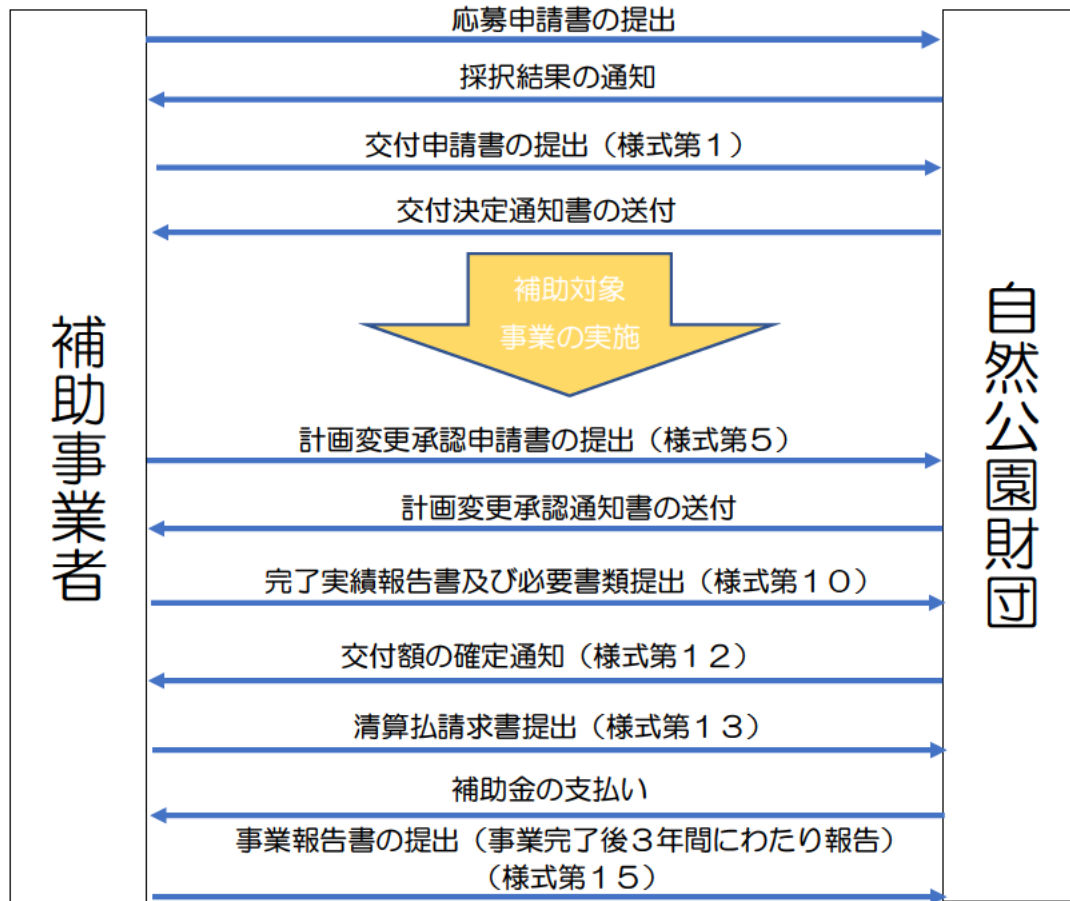 応募申請書の提出
採択結果の通知
交付申請書の提出（様式第１）
交付決定通知書の送付
補助対象
事業の実施
補助事業者
自然公園財団
計画変更承認申請書の提出（様式第５）
計画変更承認通知書の送付
完了実績報告書及び必要書類提出（様式第１０）
交付額の確定通知（様式第１２）
清算払請求書提出（様式第１３）
補助金の支払い
事業報告書の提出（事業完了後３年間にわたり報告）
（様式第１５）